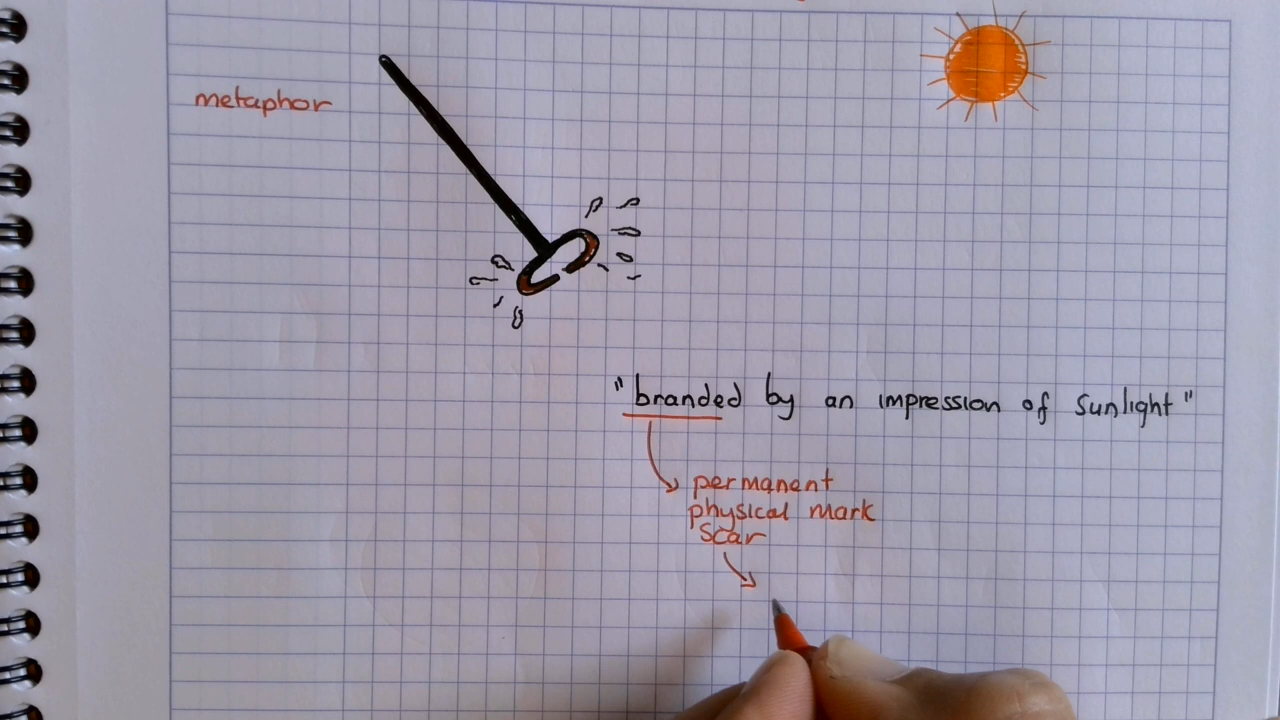 metaphor
"branded by an impression of sunlight"
permanent
physical mark
scar